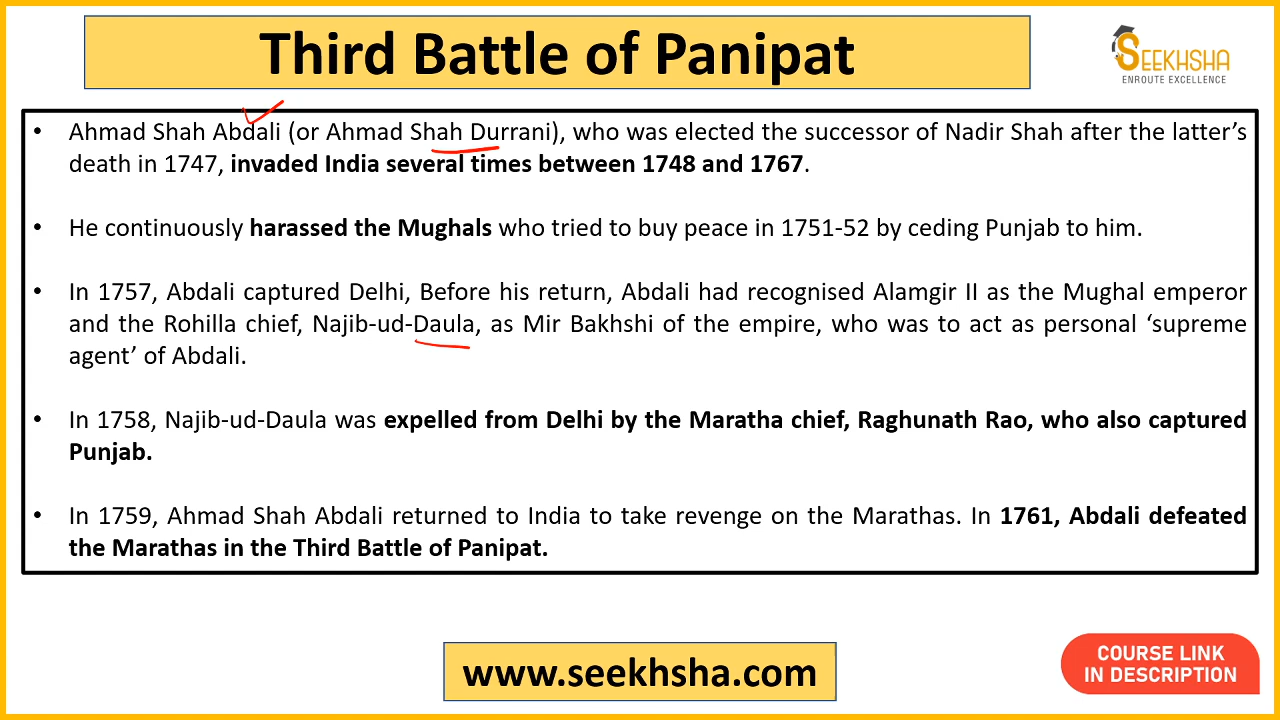 Third Battle of Panipat
SEEKHSHA
ENROUTE EXCELLENCE
• Ahmad Shah Abdali (or Ahmad Shah Durrani), who was elected the successor of Nadir Shah after the latter’s
death in 1747, invaded India several times between 1748 and 1767.
• He continuously harassed the Mughals who tried to buy peace in 1751-52 by ceding Punjab to him.
• In 1757, Abdali captured Delhi, Before his return, Abdali had recognised Alamgir II as the Mughal emperor
and the Rohilla chief, Najib-ud-Daula, as Mir Bakhshi of the empire, who was to act as personal ‘supreme
agent’ of Abdali.
• In 1758, Najib-ud-Daula was expelled from Delhi by the Maratha chief, Raghunath Rao, who also captured
Punjab.
• In 1759, Ahmad Shah Abdali returned to India to take revenge on the Marathas. In 1761, Abdali defeated
the Marathas in the Third Battle of Panipat.
www.seekhsha.com
COURSE LINK
IN DESCRIPTION